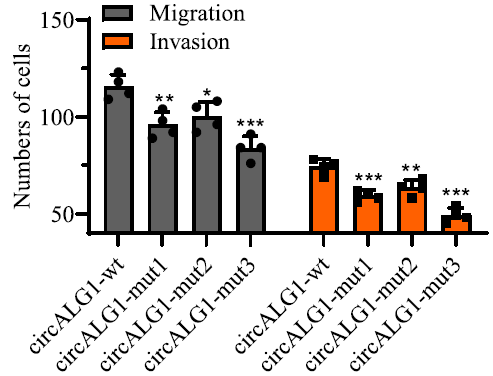 Migration
Invasion
Numbers of cells
150
100
50
**
*
***
***
**
***
circALG1-wt
circALG1-mut1
circALG1-mut2
circALG1-mut3
circALG1-wt
circALG1-mut1
circALG1-mut2
circALG1-mut3